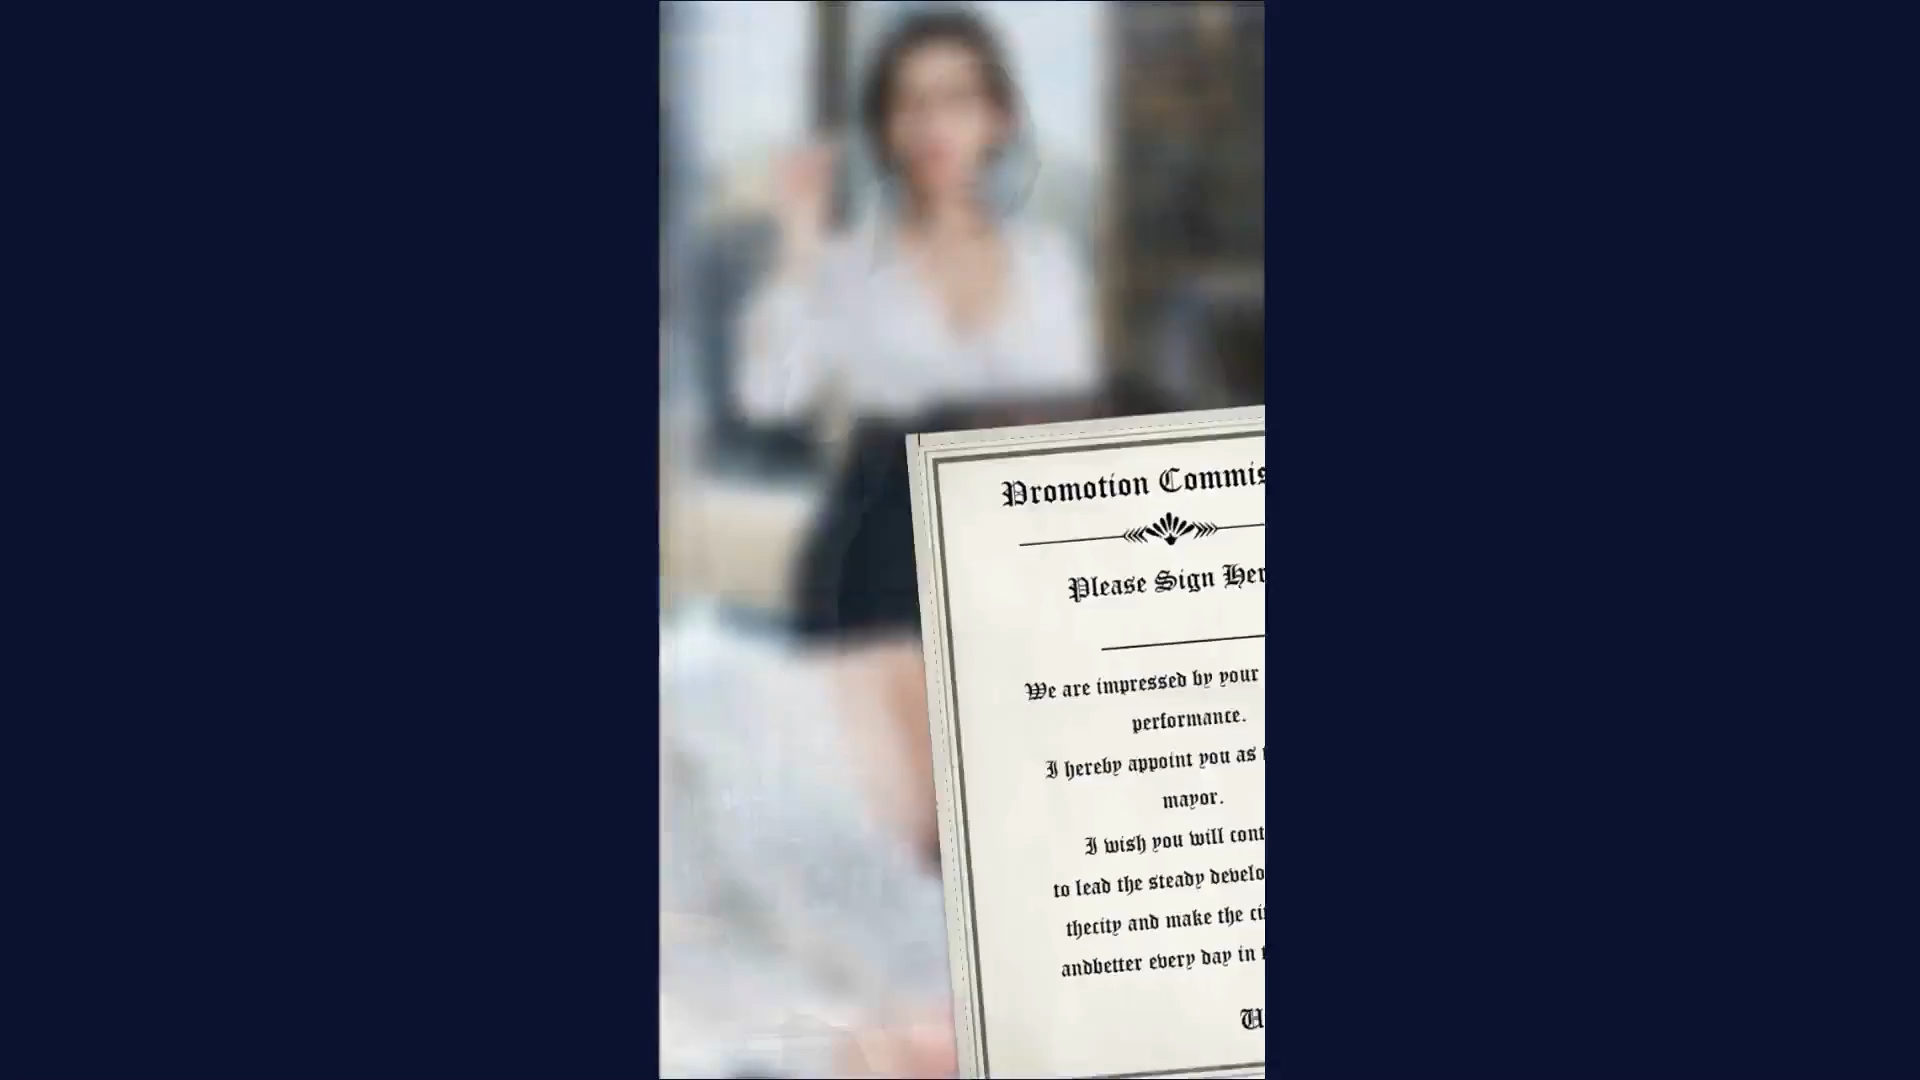 Promotion Commis
Please Sign Her
We are impressed by your
performance.
I hereby appoint you as
mayor.
I wish you will cont
to lead the steady develo
thecity and make the ci
andbetter every day in